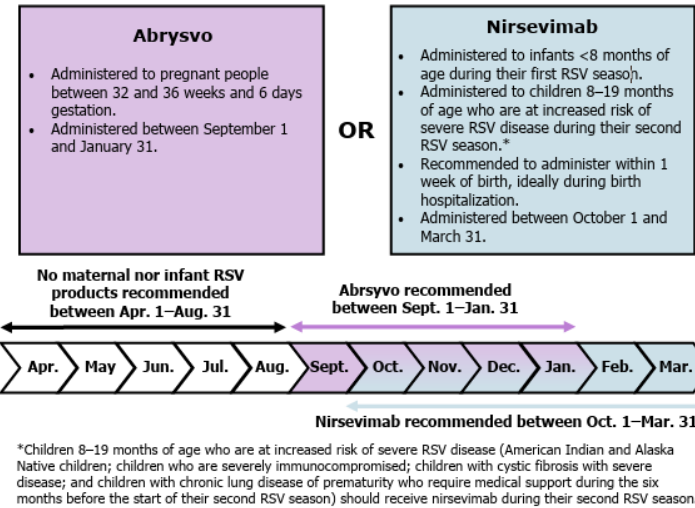 Abrysvo
• Administered to pregnant people
between 32 and 36 weeks and 6 days
gestation.
• Administered between September 1
and January 31.
OR
Nirsevimab
• Administered to infants <8 months of
age during their first RSV season.
• Administered to children 8–19 months
of age who are at increased risk of
severe RSV disease during their second
RSV season.*
• Recommended to administer within 1
week of birth, ideally during birth
hospitalization.
• Administered between October 1 and
March 31.
No maternal nor infant RSV
products recommended
between Apr. 1–Aug. 31
Abrsyvo recommended
between Sept. 1–Jan. 31
Apr. May Jun. Jul. Aug. Sept. Oct. Nov. Dec. Jan. Feb. Mar.
Nirsevimab recommended between Oct. 1–Mar. 31
*Children 8–19 months of age who are at increased risk of severe RSV disease (American Indian and Alaska
Native children; children who are severely immunocompromised; children with cystic fibrosis with severe
disease; and children with chronic lung disease of prematurity who require medical support during the six
months before the start of their second RSV season) should receive nirsevimab during their second RSV season